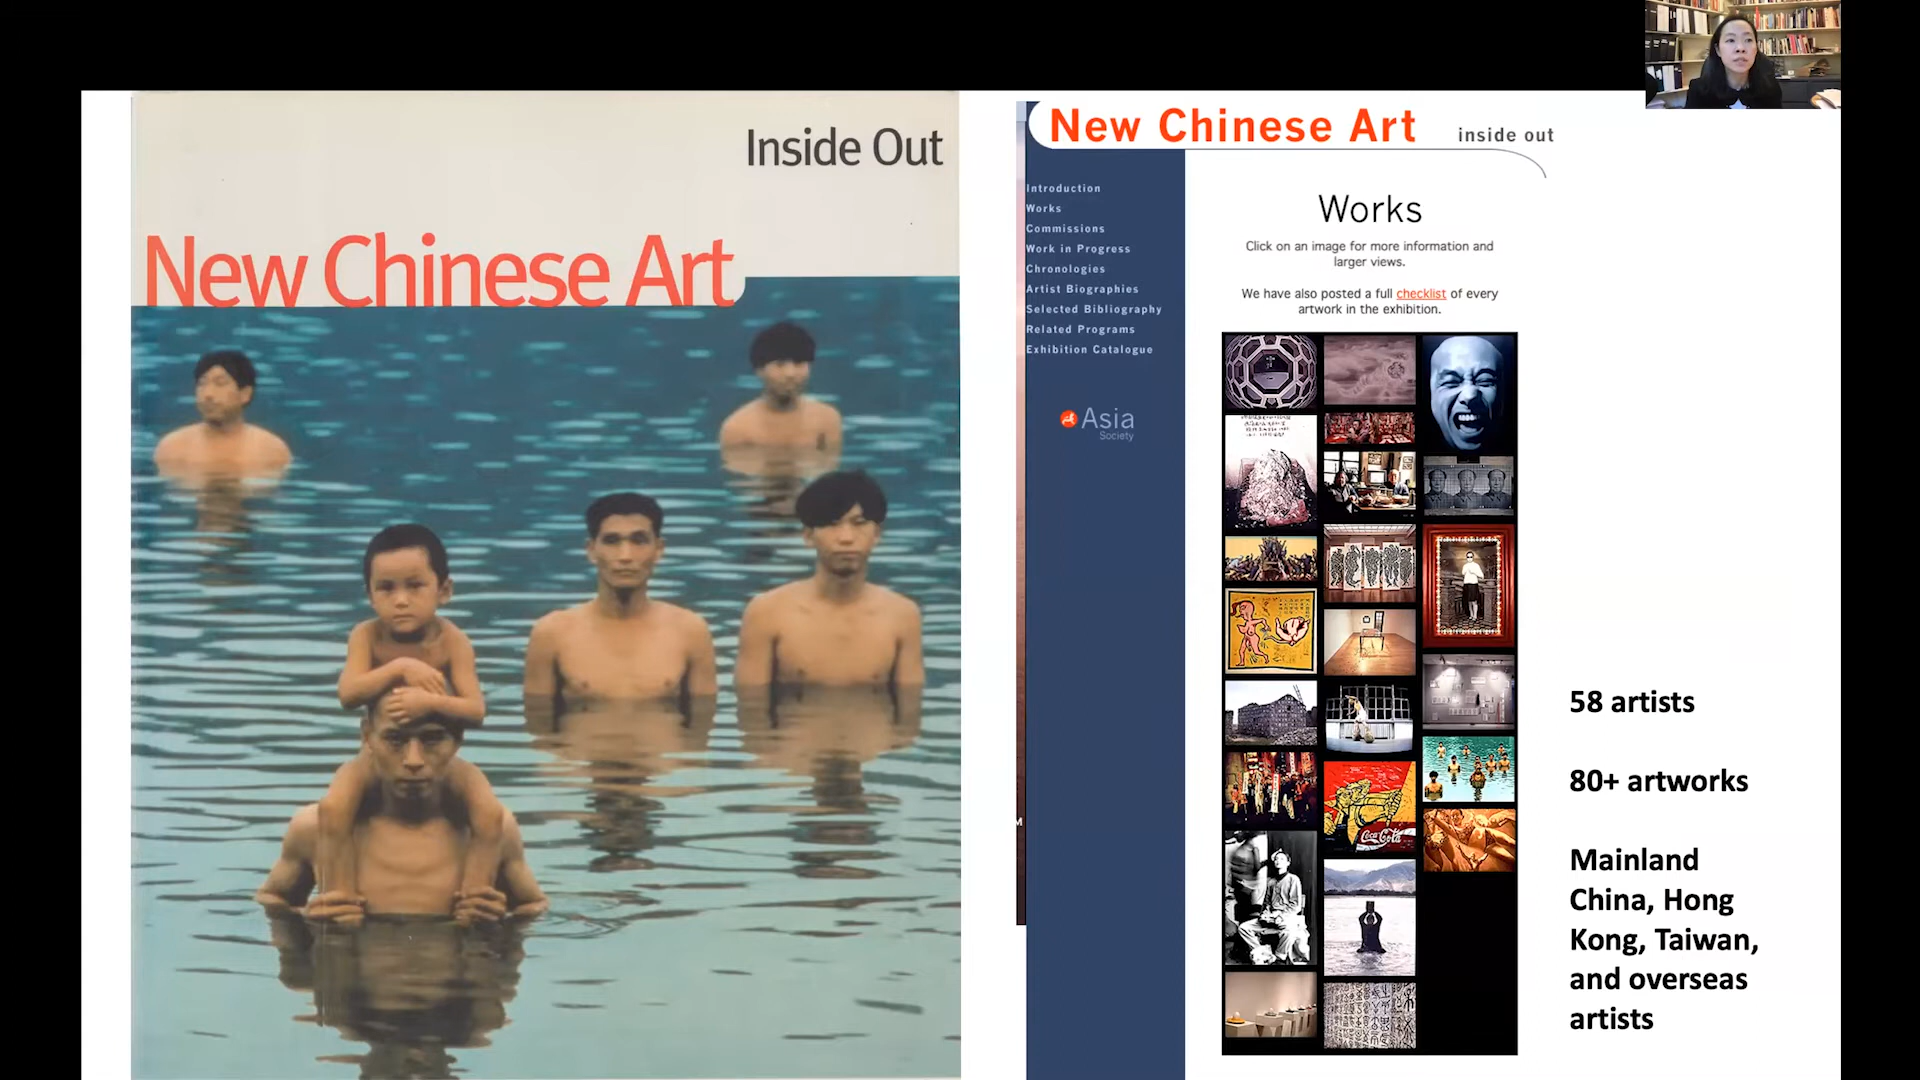 Inside Out
New Chinese Art
New Chinese Art
inside out
Introduction
Works
Commissions
Work in Progress
Chronologies
Artist Biographies
Selected Bibliography
Related Programs
Exhibition Catalogue
Asia
Society
Works
Click on an image for more information and
larger views.
We have also posted a full checklist of every
artwork in the exhibition.
Coca-Cola
M
58 artists
80+ artworks
Mainland
China, Hong
Kong, Taiwan,
and overseas
artists